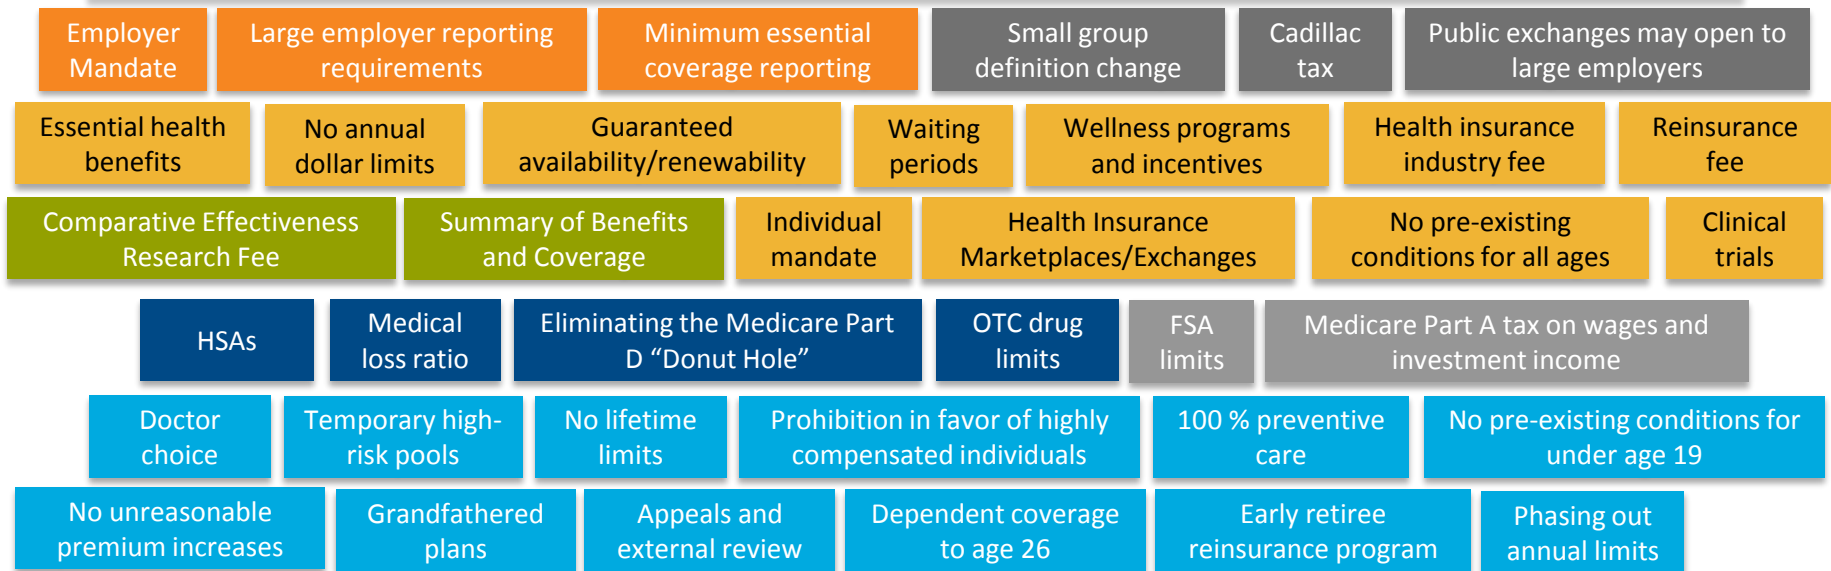 Employer
Mandate
Large employer reporting
requirements
Minimum essential
coverage reporting
Small group
definition change
Cadillac
tax
Public exchanges may open to
large employers
Essential health
benefits
No annual
dollar limits
Guaranteed
availability/renewability
Waiting
periods
Wellness programs
and incentives
Health insurance
industry fee
Reinsurance
fee
Comparative Effectiveness
Research Fee
Summary of Benefits
and Coverage
Individual
mandate
Health Insurance
Marketplaces/Exchanges
No pre-existing
conditions for all ages
Clinical
trials
HSAs
Medical
loss ratio
Eliminating the Medicare Part
D “Donut Hole”
OTC drug
limits
FSA
limits
Medicare Part A tax on wages and
investment income
Doctor
choice
Temporary high-
risk pools
No lifetime
limits
Prohibition in favor of highly
compensated individuals
100 % preventive
care
No pre-existing conditions for
under age 19
No unreasonable
premium increases
Grandfathered
plans
Appeals and
external review
Dependent coverage
to age 26
Early retiree
reinsurance program
Phasing out
annual limits